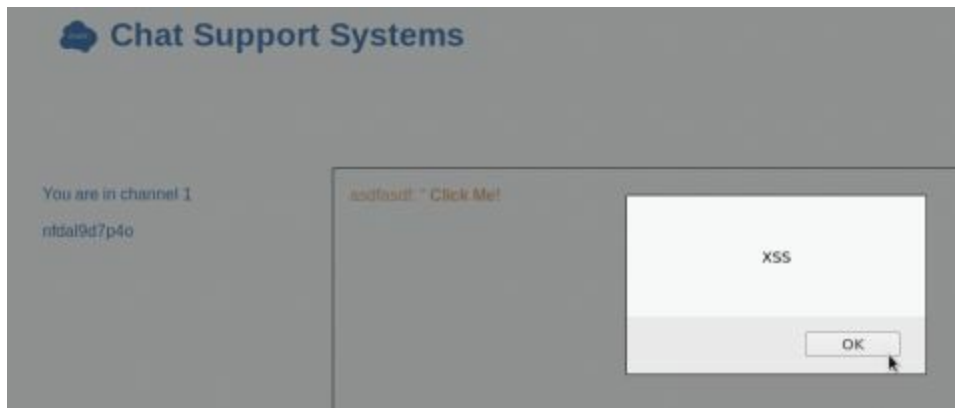 Chat Support Systems
You are in channel 1
asdfasdf: " Click Me!
nfdal9d7p4o
XSS
OK